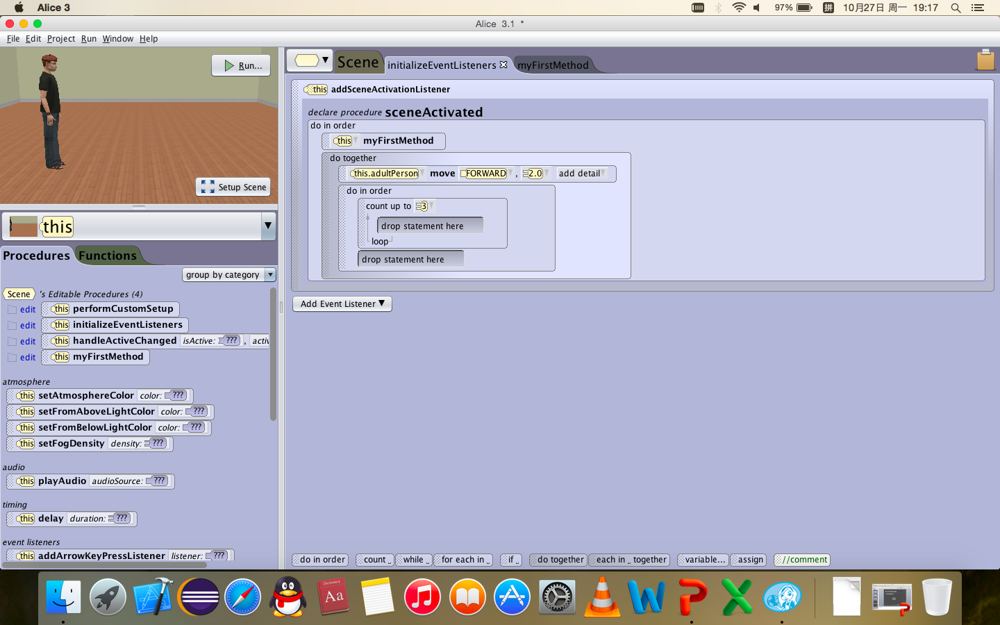 Alice 3
97%
拼
10月27日 周一 19:17
Alice 3.1 *
File Edit Project Run Window Help
Run...
Setup Scene
this
Procedures Functions
group by category
Scene 's Editable Procedures (4)
edit this performCustomSetup
edit this initializeEventListeners
edit this handleActiveChanged isActive: ??? , activ
edit this myFirstMethod
atmosphere
this setAtmosphereColor color: ???
this setFromAboveLightColor color: ???
this setFromBelowLightColor color: ???
this setFogDensity density: ???
audio
this playAudio audioSource: ???
timing
this delay duration: ???
event listeners
this addArrowKeyPressListener listener: ???
Scene initializeEventListeners myFirstMethod
this addSceneActivationListener
declare procedure sceneActivated
do in order
this myFirstMethod
do together
this.adultPerson move FORWARD , 2.0 add detail
do in order
count up to 3
drop statement here
loop
drop statement here
Add Event Listener
do in order count _ while _ for each in _ if _ do together each in _ together variable... assign //comment
Dictionary
Aa